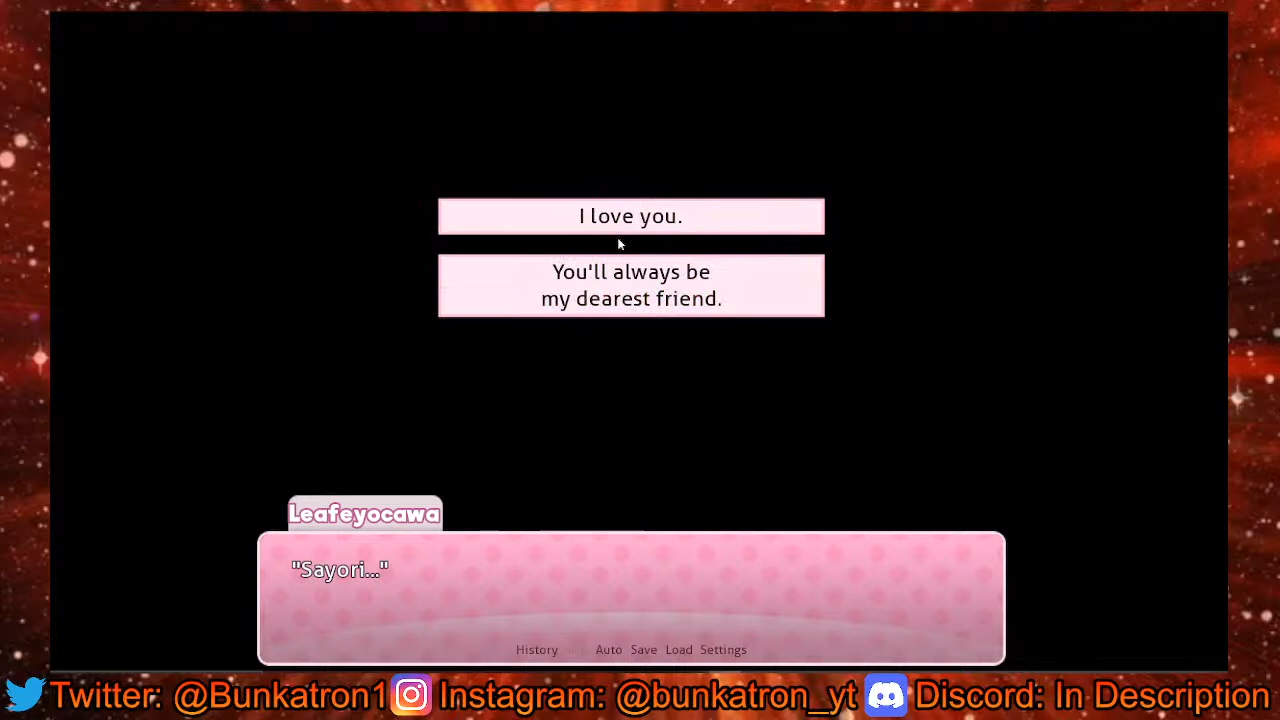 I love you.
You'll always be
my dearest friend.
Leafeyocawa
"Sayori..."
History Auto Save Load Settings
Twitter: @Bunkatron1 Instagram: @bunkatron_yt Discord: In Description